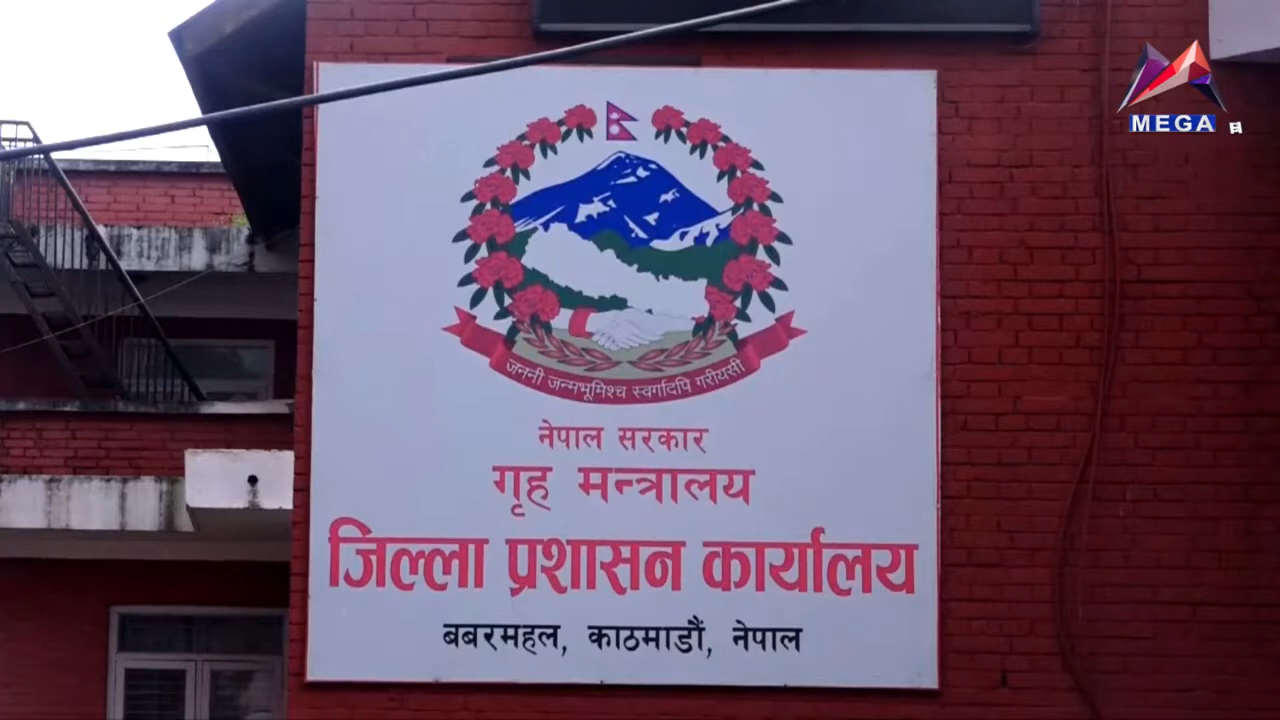 MEGA
जननी जन्मभूमिश्च स्वर्गादपि गरीयसी
नेपाल सरकार
गृह मन्त्रालय
जिल्ला प्रशासन कार्यालय
बबरमहल, काठमाडौं, नेपाल